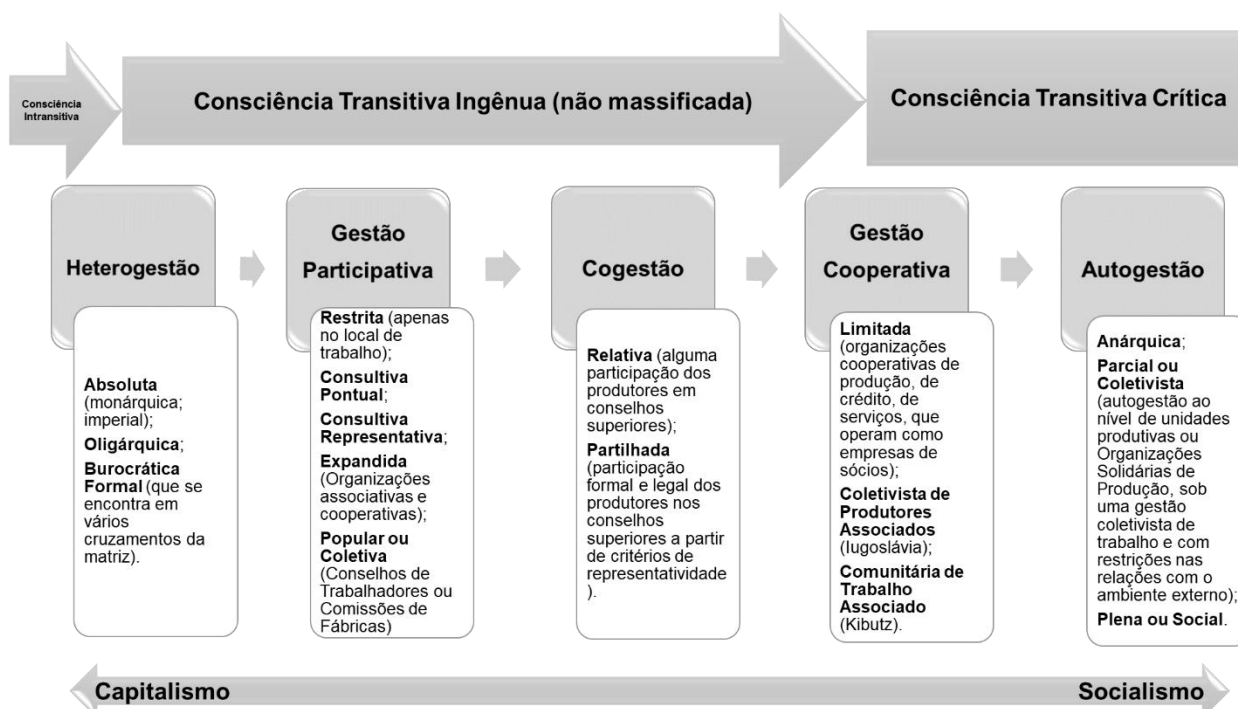 Consciência
Intransitiva
Consciência Transitiva Ingênua (não massificada)
Consciência Transitiva Crítica
Heterogestão
Absoluta
(monárquica;
imperial);
Oligárquica;
Burocrática
Formal (que se
encontra em
vários
cruzamentos da
matriz).
Gestão
Participativa
Restrita (apenas
no local de
trabalho);
Consultiva
Pontual;
Consultiva
Representativa;
Expandida
(Organizações
associativas e
cooperativas);
Popular ou
Coletiva
(Conselhos de
Trabalhadores ou
Comissões de
Fábricas)
Cogestão
Relativa (alguma
participação dos
produtores em
conselhos
superiores);
Partilhada
(participação
formal e legal dos
produtores nos
conselhos
superiores a partir
de critérios de
representatividade
).
Gestão
Cooperativa
Limitada
(organizações
cooperativas de
produção, de
crédito, de
serviços, que
operam como
empresas de
sócios);
Coletivista de
Produtores
Associados
(Iugoslávia);
Comunitária de
Trabalho
Associado
(Kibutz).
Autogestão
Anárquica;
Parcial ou
Coletivista
(autogestão ao
nível de unidades
produtivas ou
Organizações
Solidárias de
Produção, sob
uma gestão
coletivista de
trabalho e com
restrições nas
relações com o
ambiente externo);
Plena ou Social.
Capitalismo
Socialismo